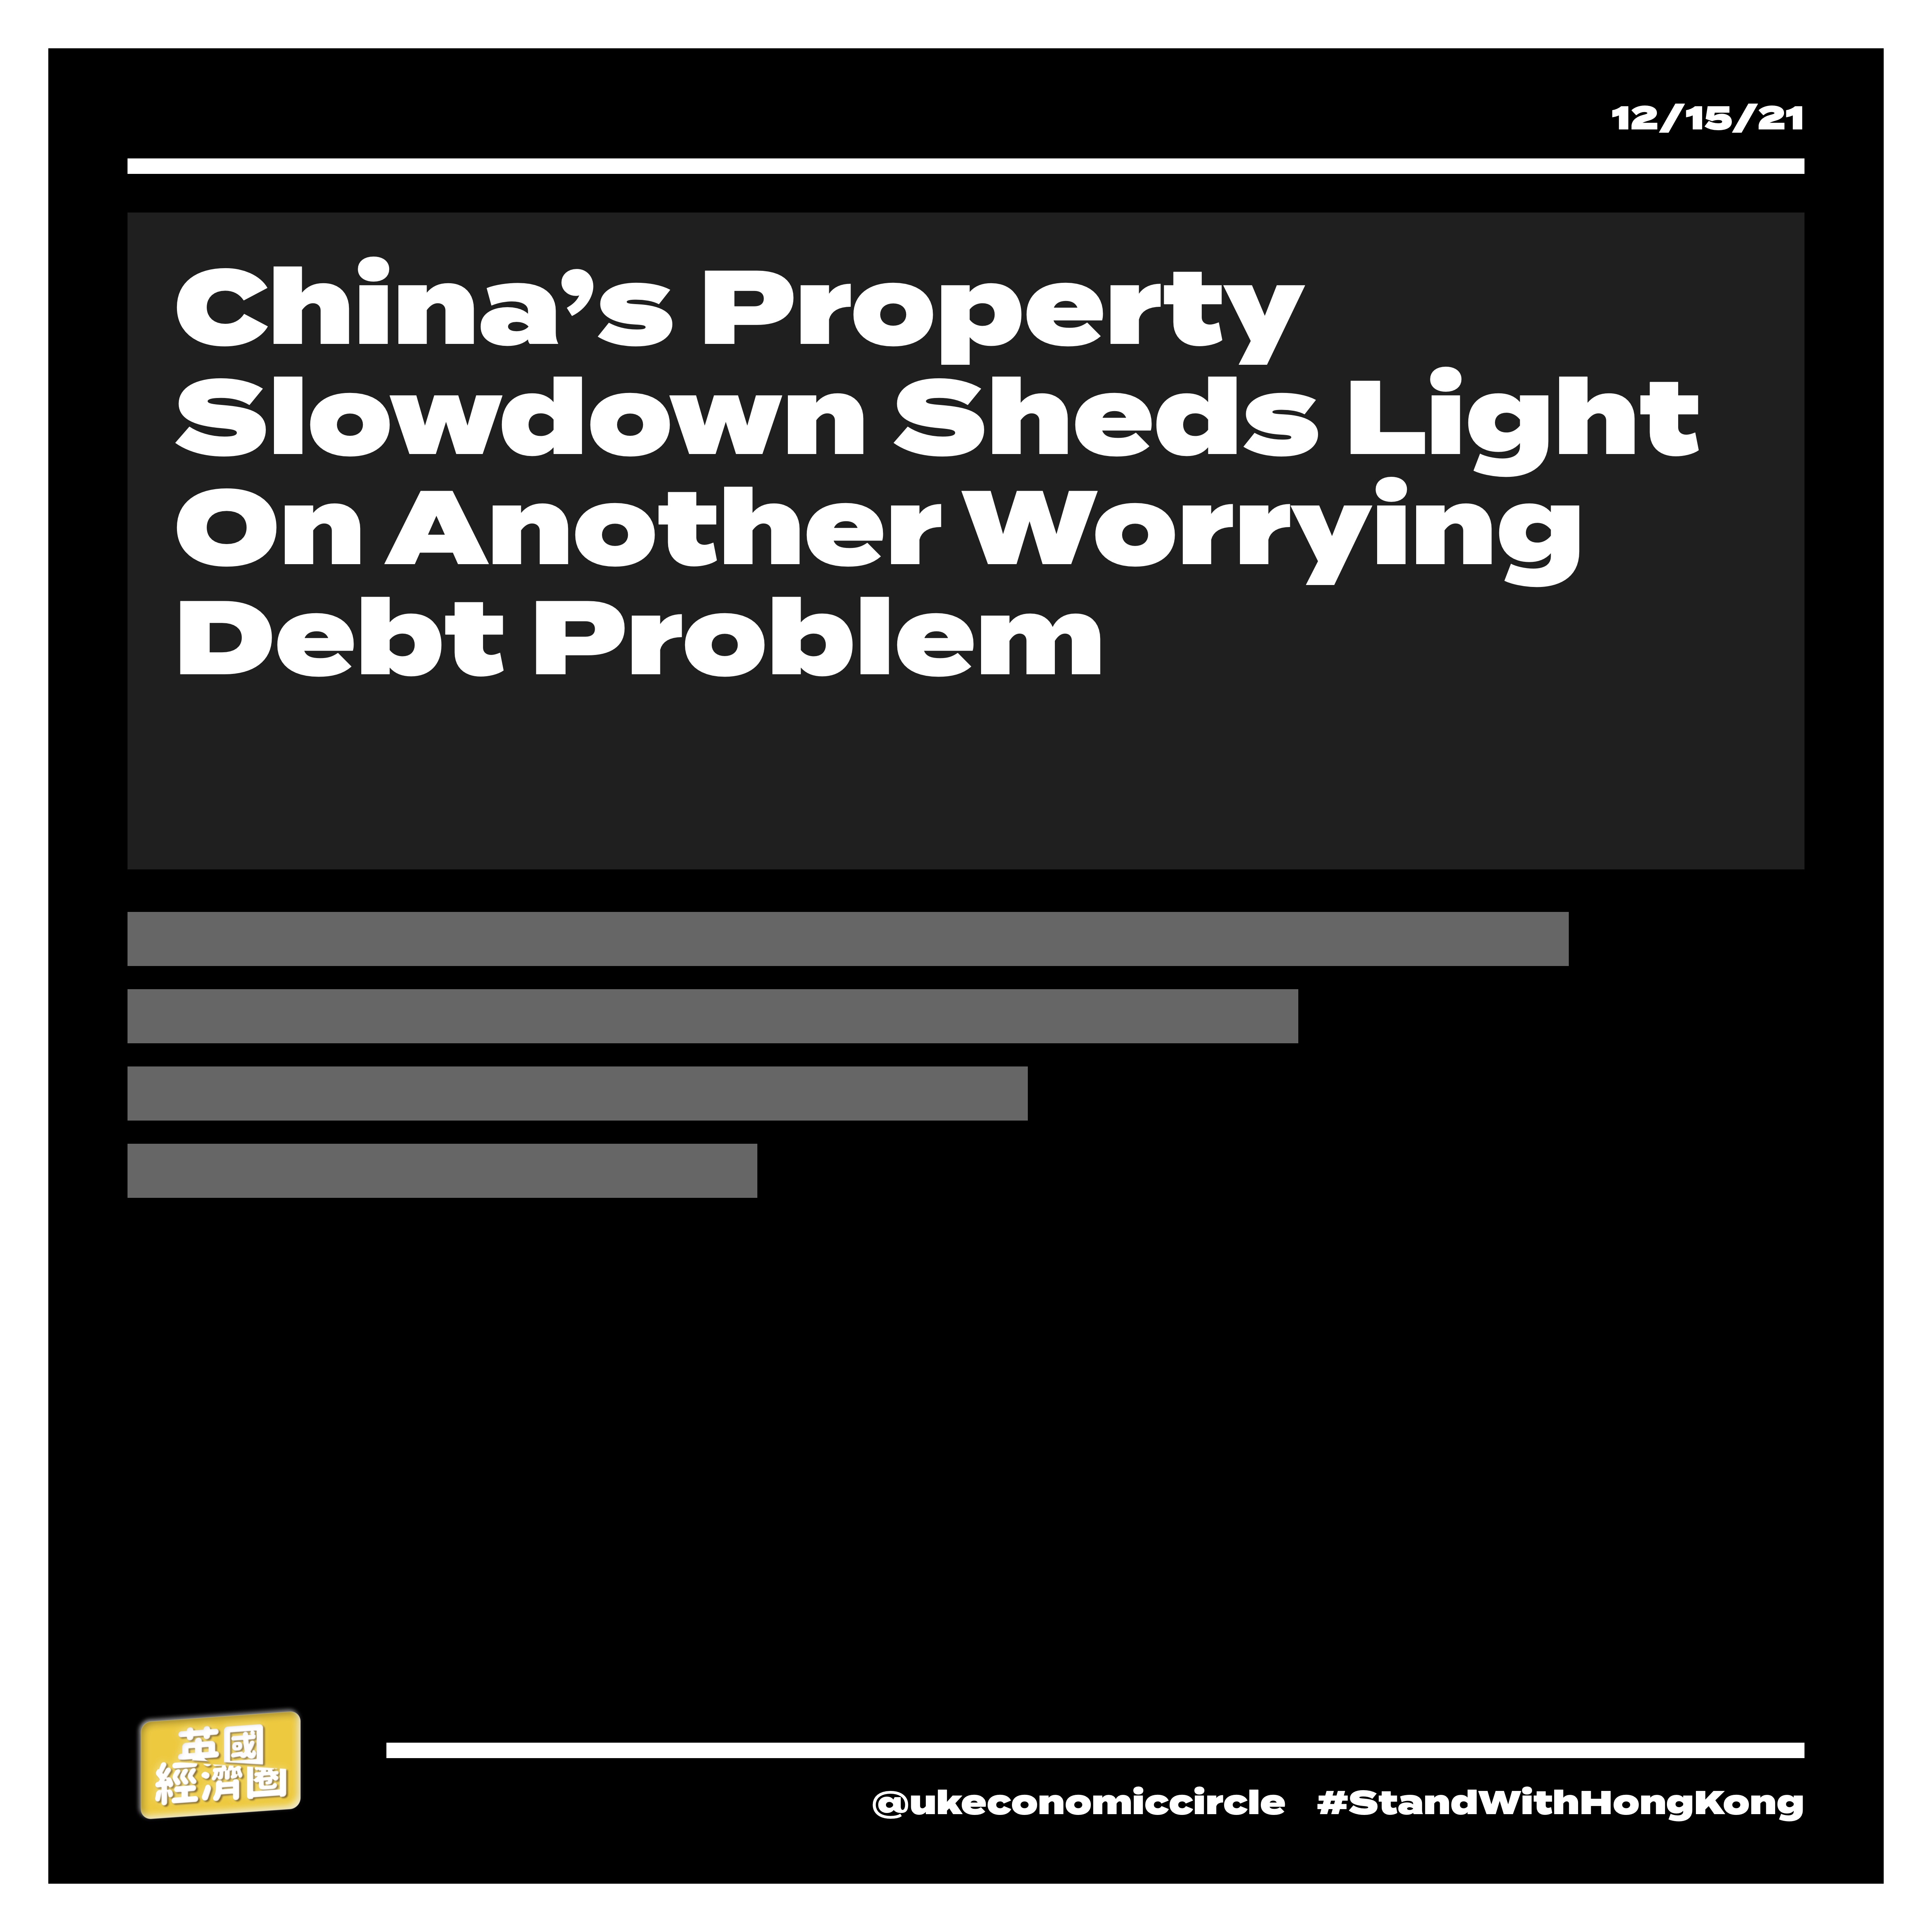 12/15/21
China's Property
Slowdown Sheds Light
On Another Worrying
Debt Problem
英國
經濟圈
@ukeconomiccircle #StandWithHongKong